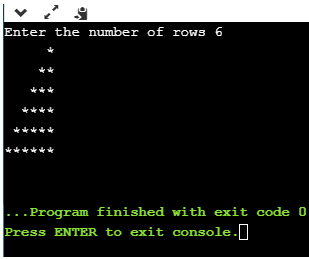 Enter the number of rows 6
     *
    **
   ***
  ****
 *****
******
...Program finished with exit code 0
Press ENTER to exit console.